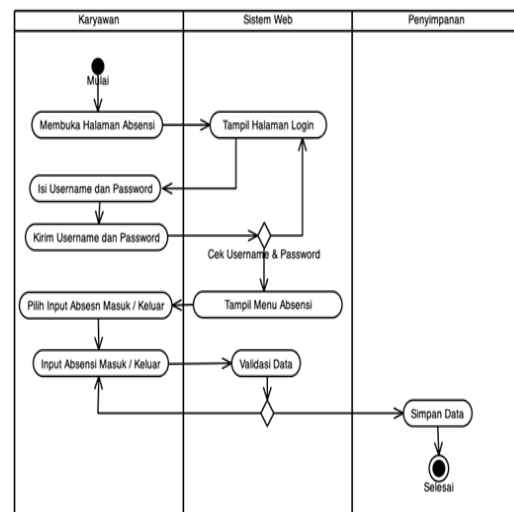 Karyawan
Sistem Web
Penyimpanan
Mulai
Membuka Halaman Absensi
Tampil Halaman Login
Isi Username dan Password
Kirim Username dan Password
Cek Username & Password
Pilih Input Absesn Masuk / Keluar
Tampil Menu Absensi
Input Absensi Masuk / Keluar
Validasi Data
Simpan Data
Selesai